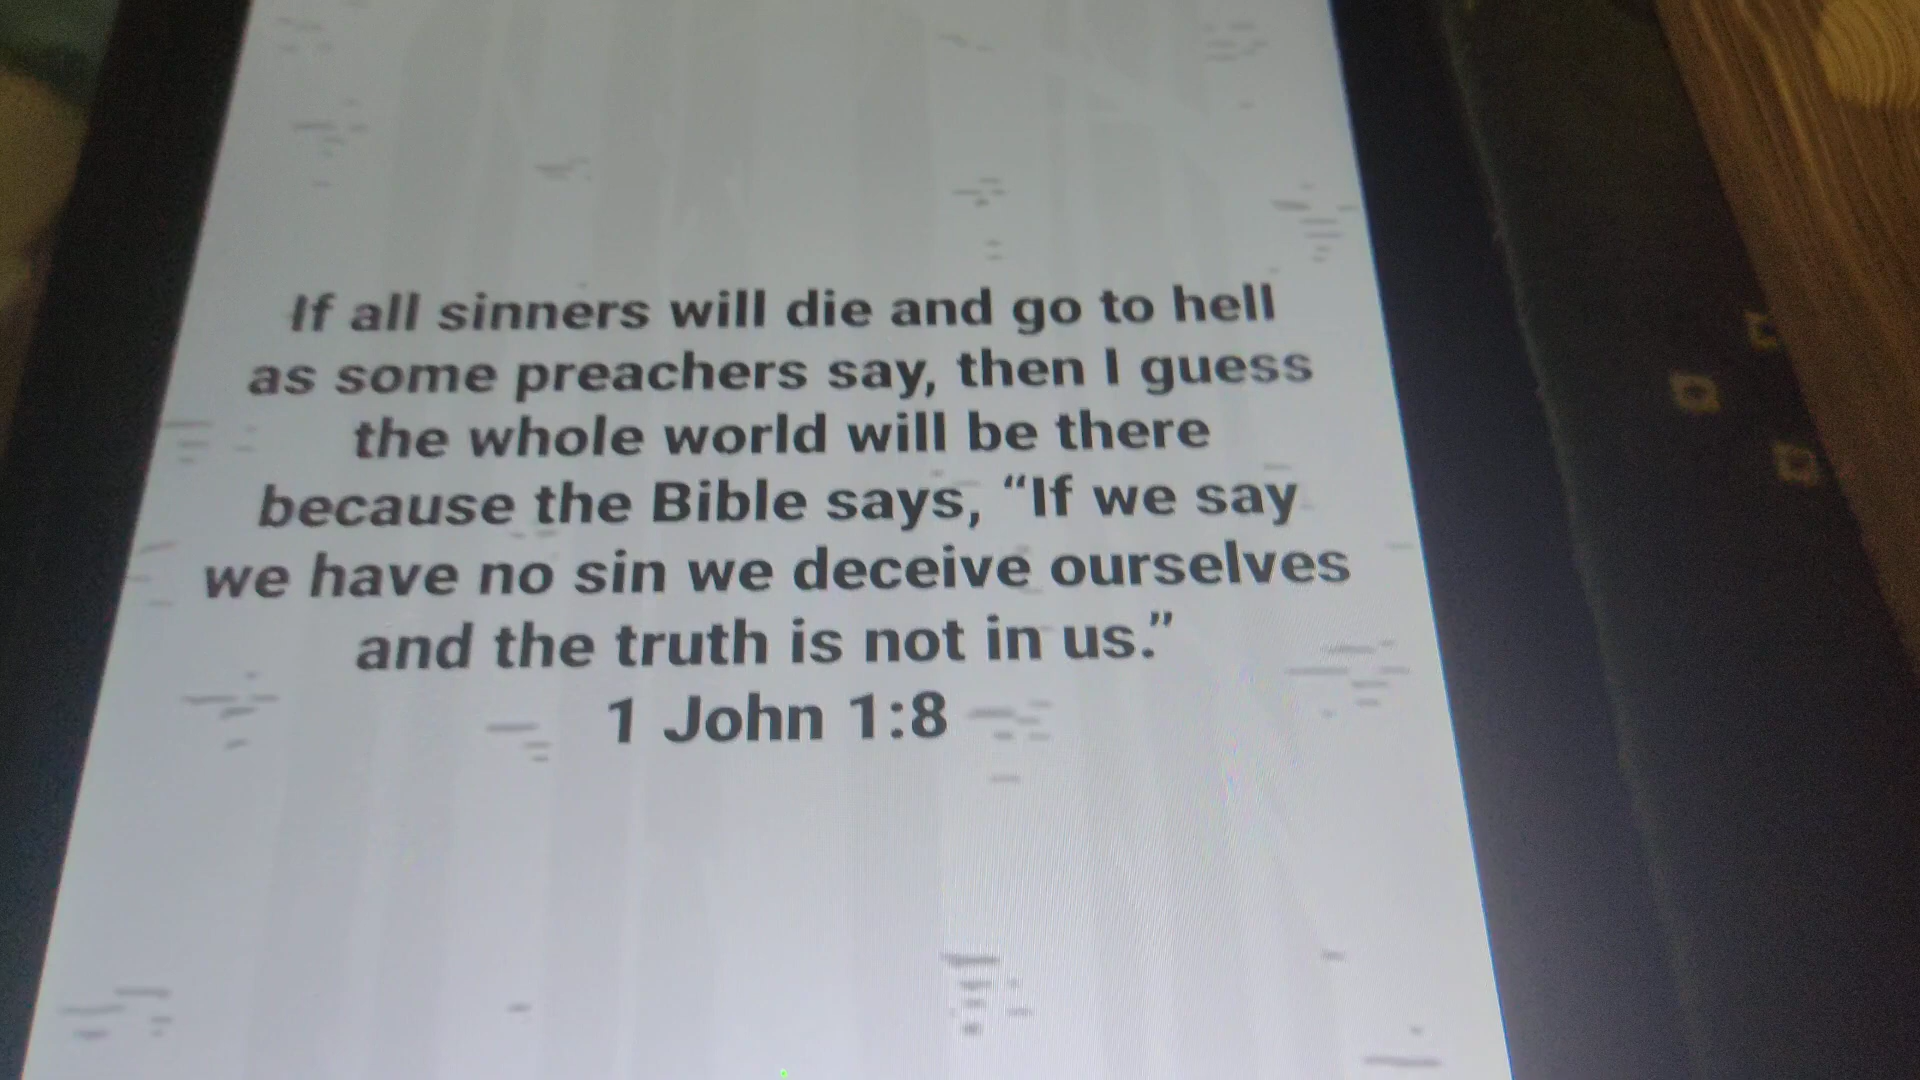 If all sinners will die and go to hell
as some preachers say, then I guess
the whole world will be there
because the Bible says, “If we say
we have no sin we deceive ourselves
and the truth is not in us.”
1 John 1:8